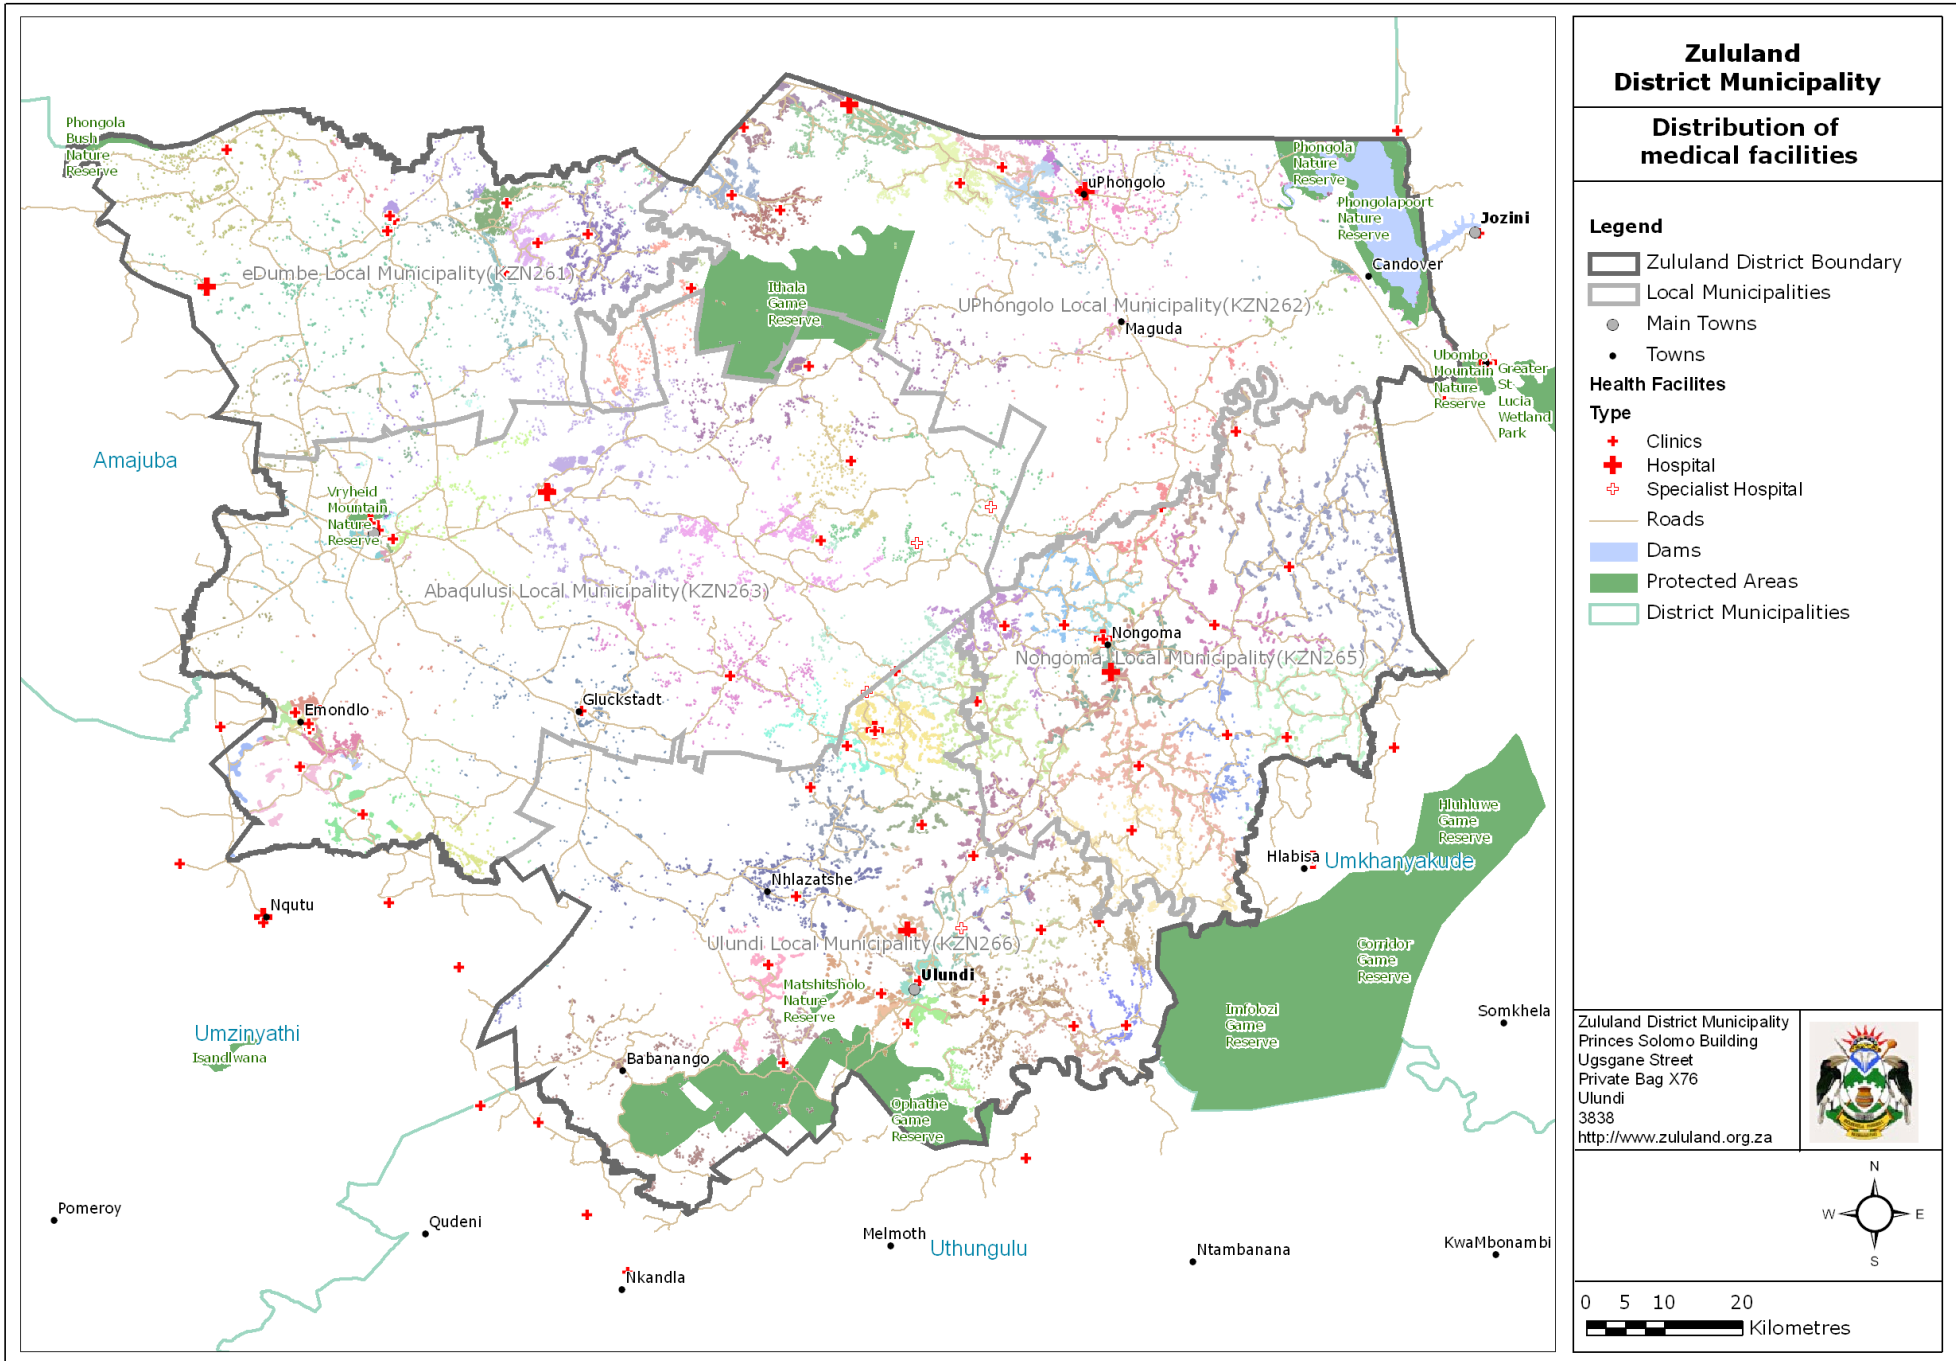 Zululand
District Municipality
Distribution of
medical facilities
Legend
Zululand District Boundary
Local Municipalities
Main Towns
Towns
Health Facilites
Type
Clinics
Hospital
Specialist Hospital
Roads
Dams
Protected Areas
District Municipalities
Zululand District Municipality
Princes Solomo Building
Ugsgane Street
Private Bag X76
Ulundi
3838
http://www.zululand.org.za
N
W
E
S
0 5 10 20
Kilometres
Phongola
Bush
Nature
Reserve
Phongola
Nature
Reserve
uPhongolo
Phongolapoort
Nature
Reserve
Jozini
Candover
eDumbe Local Municipality(KZN261)
Ithala
Game
Reserve
UPhongolo Local Municipality(KZN262)
Maguda
Ubombo
Mountain
Nature
Reserve
Greater
St
Lucia
Wetland
Park
Amajuba
Vryheid
Mountain
Nature
Reserve
Abaqulusi Local Municipality(KZN263)
Nongoma
Nongoma Local Municipality(KZN265)
Gluckstadt
Emondlo
Hluhluwe
Game
Reserve
Hlabisa
Umkhanyakude
Nhlazatshe
Nqutu
Ulundi Local Municipality(KZN266)
Corridor
Game
Reserve
Ulundi
Matshitsholo
Nature
Reserve
Imfolozi
Game
Reserve
Somkhela
Umzinyathi
Isandlwana
Babanango
Ophathe
Game
Reserve
Pomeroy
Qudeni
Melmoth
Uthungulu
Ntambanana
KwaMbonambi
Nkandla